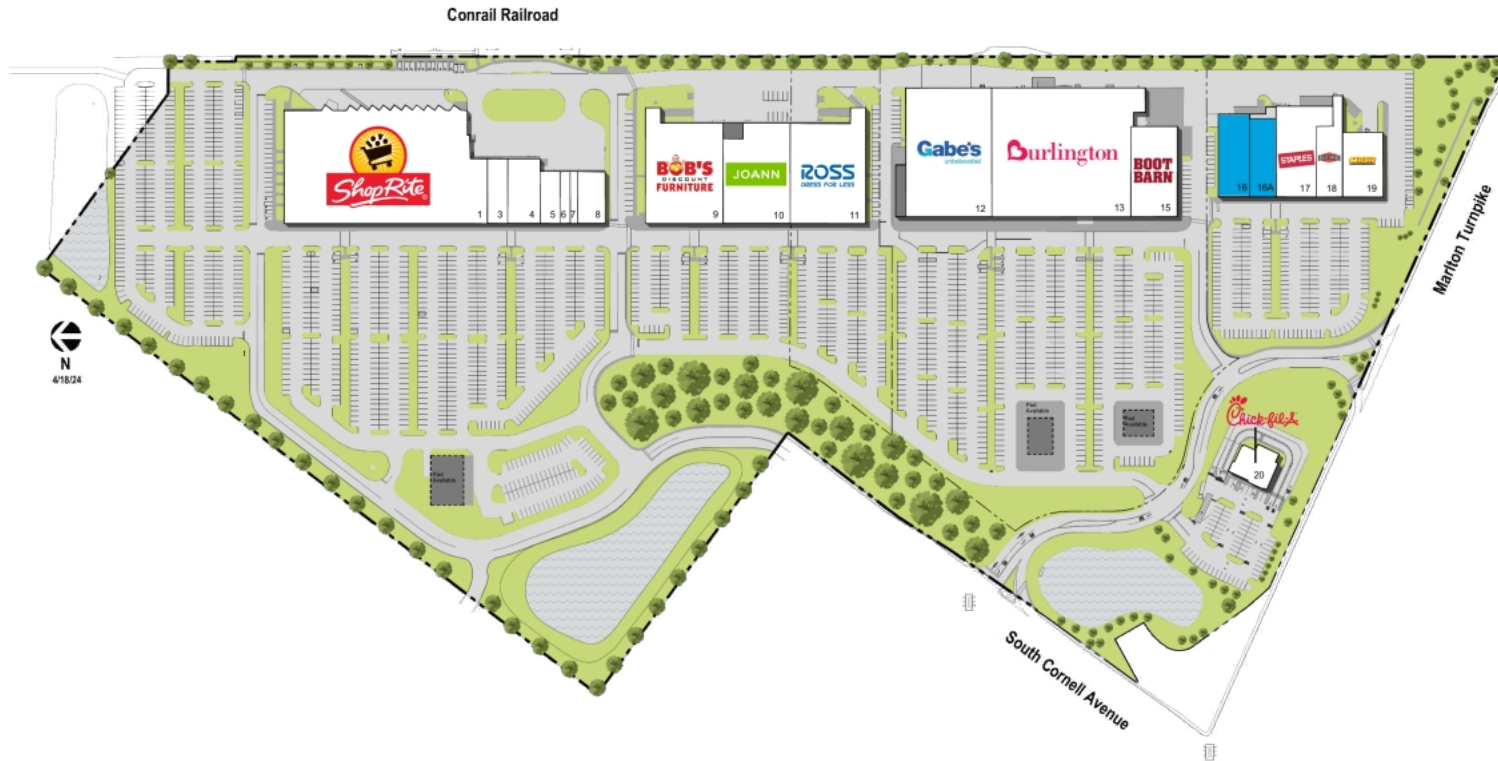 Conrail Railroad
ShopRite
1
3
4
5
6
7
8
BOB'S
DISCOUNT
FURNITURE
9
JOANN
10
ROSS
DRESS FOR LESS
11
Gabe's
unbelievable!
12
Burlington
13
BOOT
BARN
15
16
16A
STAPLES
17
18
19
Marlton Turnpike
N
4/18/24
Pad
Available
Pad
Available
Pad
Available
Chick-fil-A
20
South Cornell Avenue